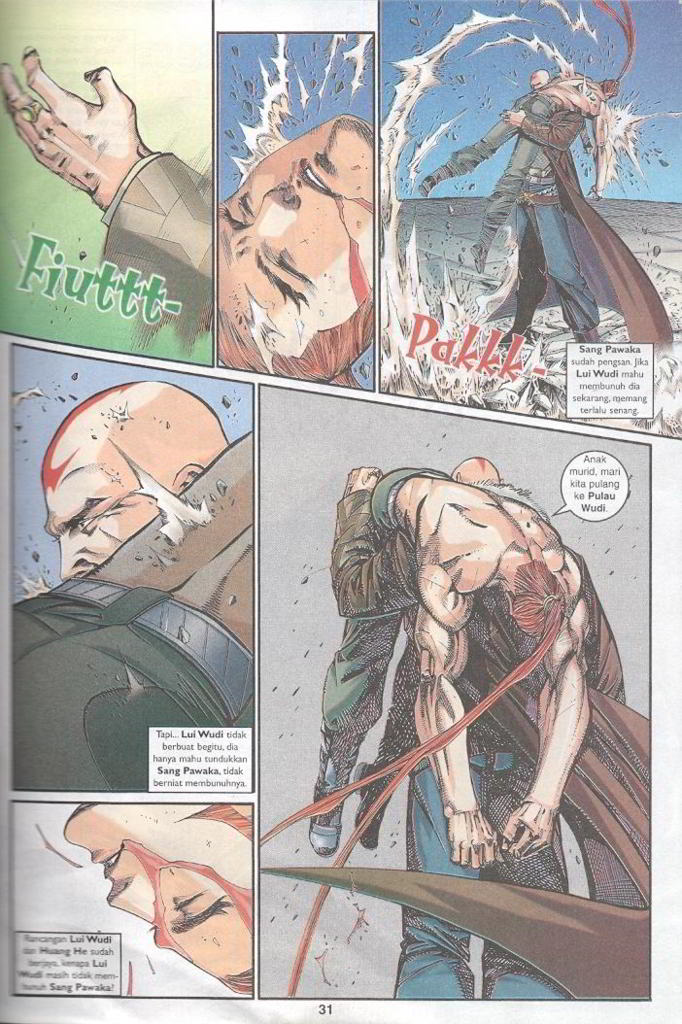 Fiuttt-
Pakkk-
Sang Pawaka
sudah pengsan. Jika
Lui Wudi mahu
membunuh dia
sekarang, memang
terlalu senang.
Tapi... Lui Wudi tidak
berbuat begitu, dia
hanya mahu tundukkan
Sang Pawaka, tidak
berniat membunuhnya.
Anak
murid, mari
kita pulang
ke Pulau
Wudi.
Rancangan Lui Wudi
dan Huang He sudah
berjaya, kenapa Lui
Wudi masih tidak mem-
bunuh Sang Pawaka?
31